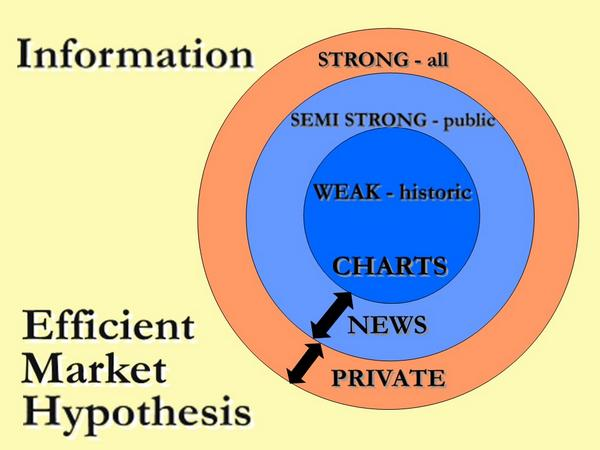 Information
STRONG - all
SEMI STRONG - public
WEAK - historic
CHARTS
NEWS
PRIVATE
Efficient
Market
Hypothesis